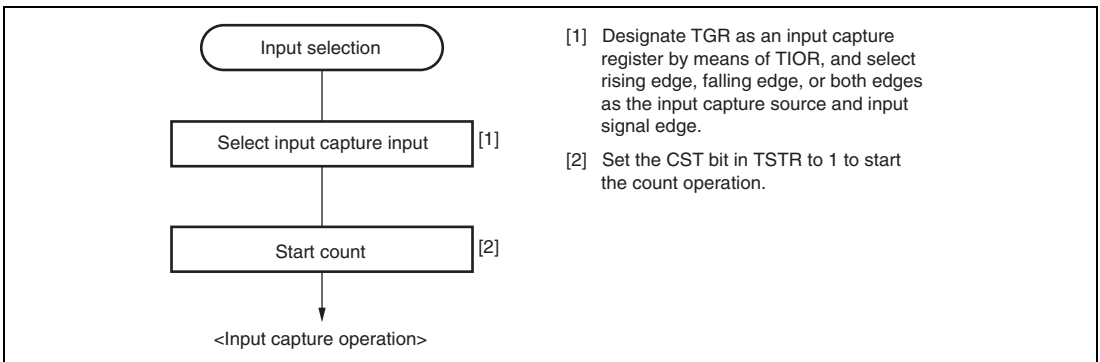 Input selection
Select input capture input
[1]
Start count
[2]
<Input capture operation>
[1] Designate TGR as an input capture
register by means of TIOR, and select
rising edge, falling edge, or both edges
as the input capture source and input
signal edge.
[2] Set the CST bit in TSTR to 1 to start
the count operation.